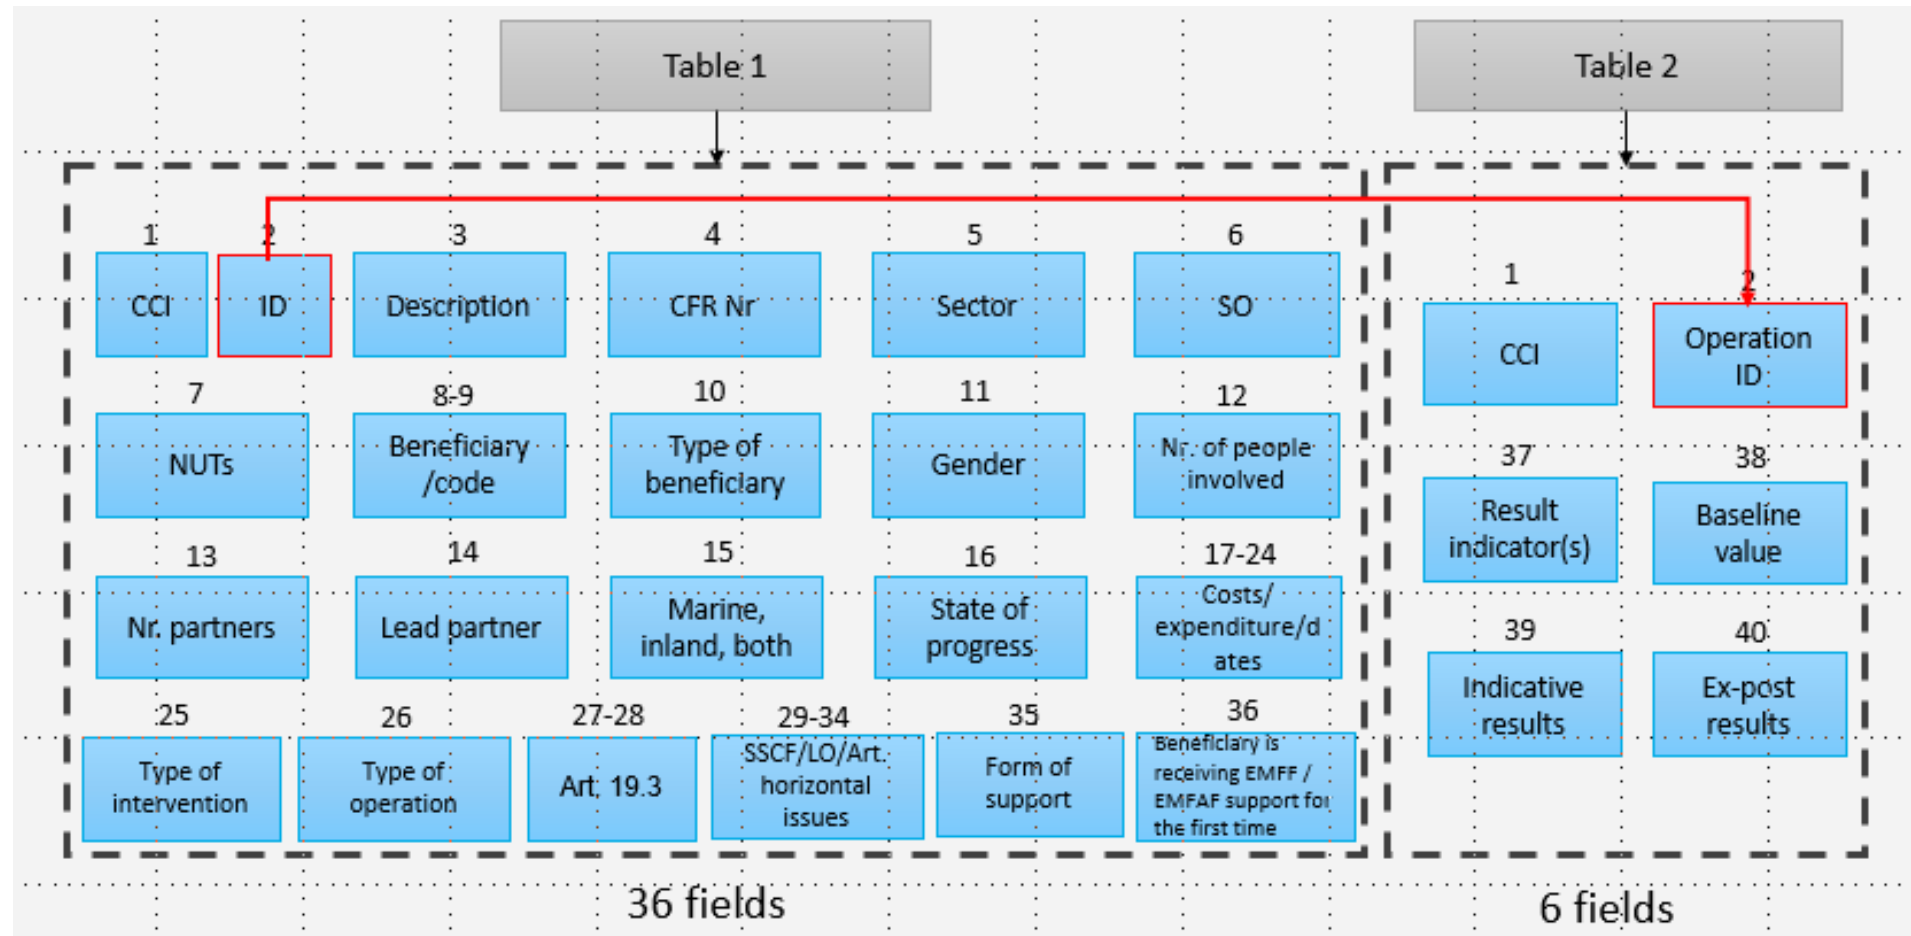 Table 1
Table 2
1
2
3
4
5
6
CCI
ID
Description
CFR Nr
Sector
SO
7
8-9
10
11
12
NUTs
Beneficiary
/code
Type of
beneficiary
Gender
Nr. of people
involved
13
14
15
16
17-24
Nr. partners
Lead partner
Marine,
inland, both
State of
progress
Costs/
expenditure/d
ates
25
26
27-28
29-34
35
36
Type of
intervention
Type of
operation
Art. 19.3
SSCF/LO/Art.
horizontal
issues
Form of
support
Beneficiary is
receiving EMFF /
EMFAF support for
the first time
36 fields
1
2
CCI
Operation
ID
37
38
Result
indicator(s)
Baseline
value
39
40
Indicative
results
Ex-post
results
6 fields